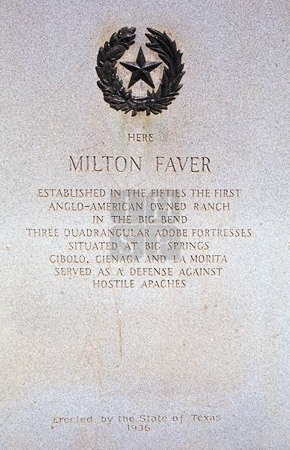 HERE
MILTON FAVER
ESTABLISHED IN THE FIFTIES THE FIRST
ANGLO-AMERICAN OWNED RANCH
IN THE BIG BEND
THREE QUADRANGULAR ADOBE FORTRESSES
SITUATED AT BIG SPRINGS
CIBOLO, CIENAGA AND LA MORITA
SERVED AS A DEFENSE AGAINST
HOSTILE APACHES
Erected by the State of Texas
1936